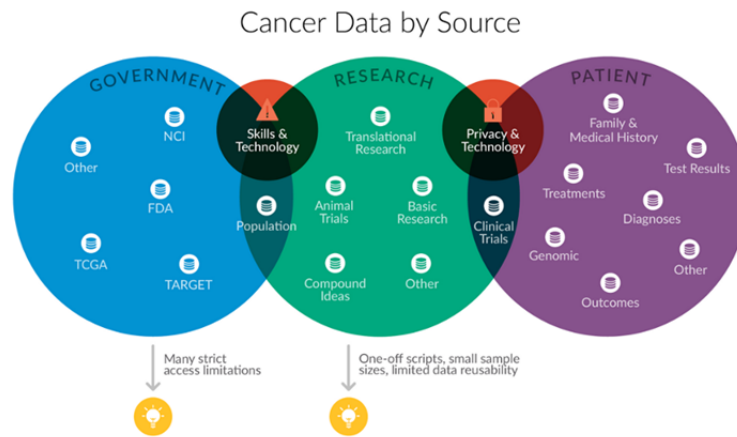 Cancer Data by Source
GOVERNMENT
RESEARCH
PATIENT
NCI
Other
FDA
TCGA
TARGET
Skills &
Technology
Population
Translational
Research
Animal
Trials
Basic
Research
Compound
Ideas
Other
Privacy &
Technology
Clinical
Trials
Family &
Medical History
Test Results
Treatments
Diagnoses
Genomic
Other
Outcomes
Many strict
access limitations
One-off scripts, small sample
sizes, limited data reusability